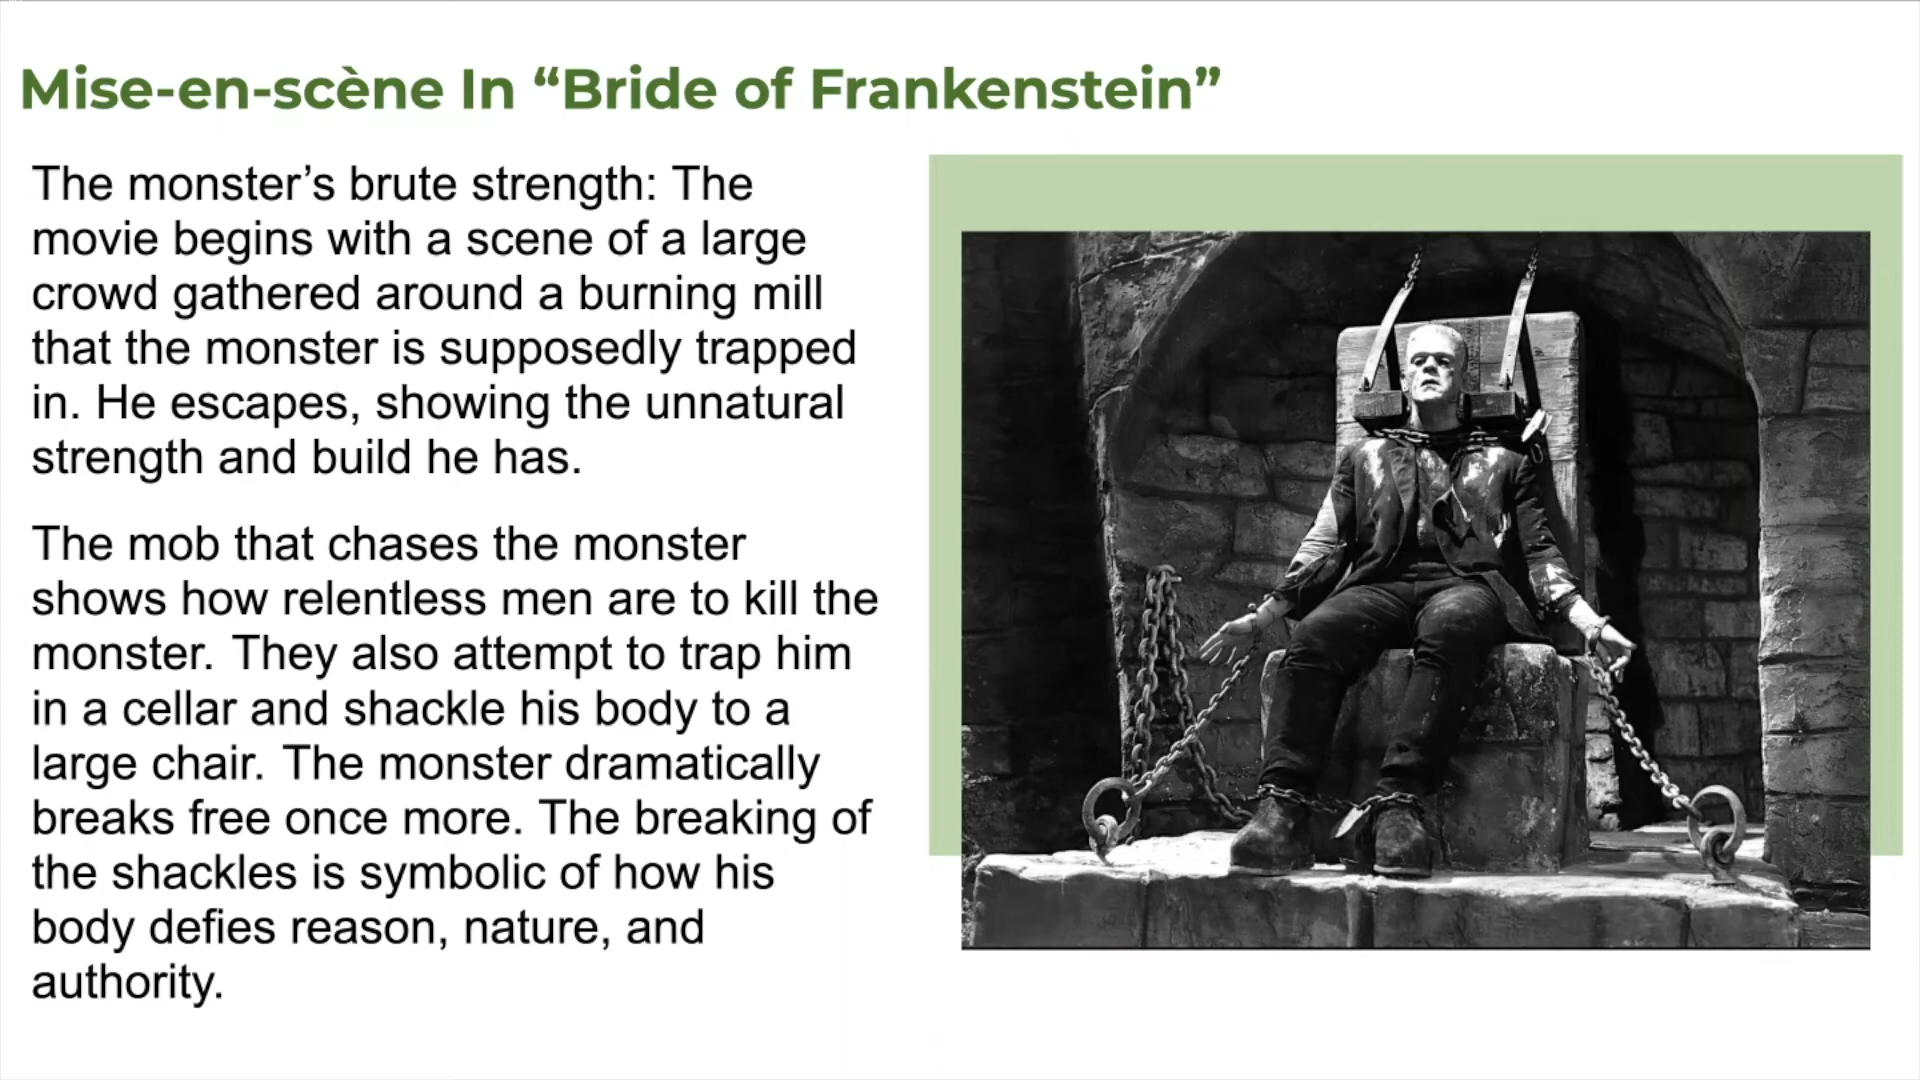 Mise-en-scène In “Bride of Frankenstein”
The monster’s brute strength: The
movie begins with a scene of a large
crowd gathered around a burning mill
that the monster is supposedly trapped
in. He escapes, showing the unnatural
strength and build he has.
The mob that chases the monster
shows how relentless men are to kill the
monster. They also attempt to trap him
in a cellar and shackle his body to a
large chair. The monster dramatically
breaks free once more. The breaking of
the shackles is symbolic of how his
body defies reason, nature, and
authority.